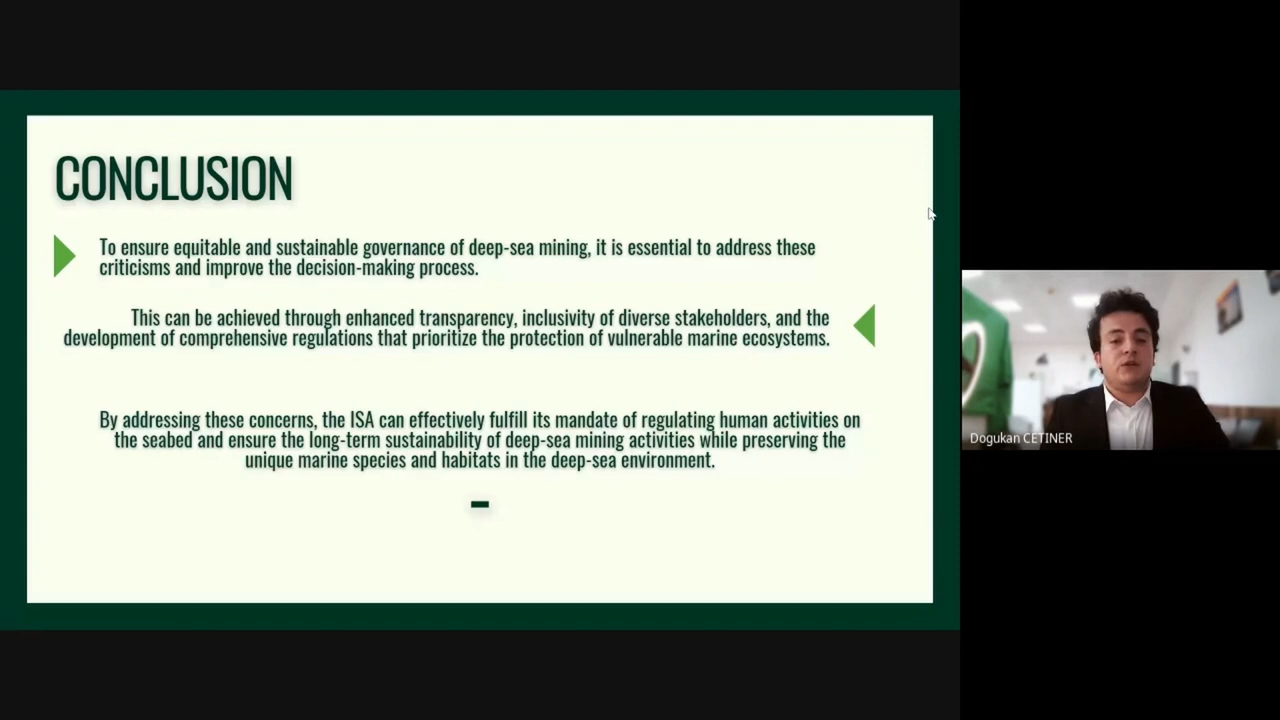 CONCLUSION
To ensure equitable and sustainable governance of deep-sea mining, it is essential to address these
criticisms and improve the decision-making process.
This can be achieved through enhanced transparency, inclusivity of diverse stakeholders, and the
development of comprehensive regulations that prioritize the protection of vulnerable marine ecosystems.
By addressing these concerns, the ISA can effectively fulfill its mandate of regulating human activities on
the seabed and ensure the long-term sustainability of deep-sea mining activities while preserving the
unique marine species and habitats in the deep-sea environment.
-
Dogukan CETINER